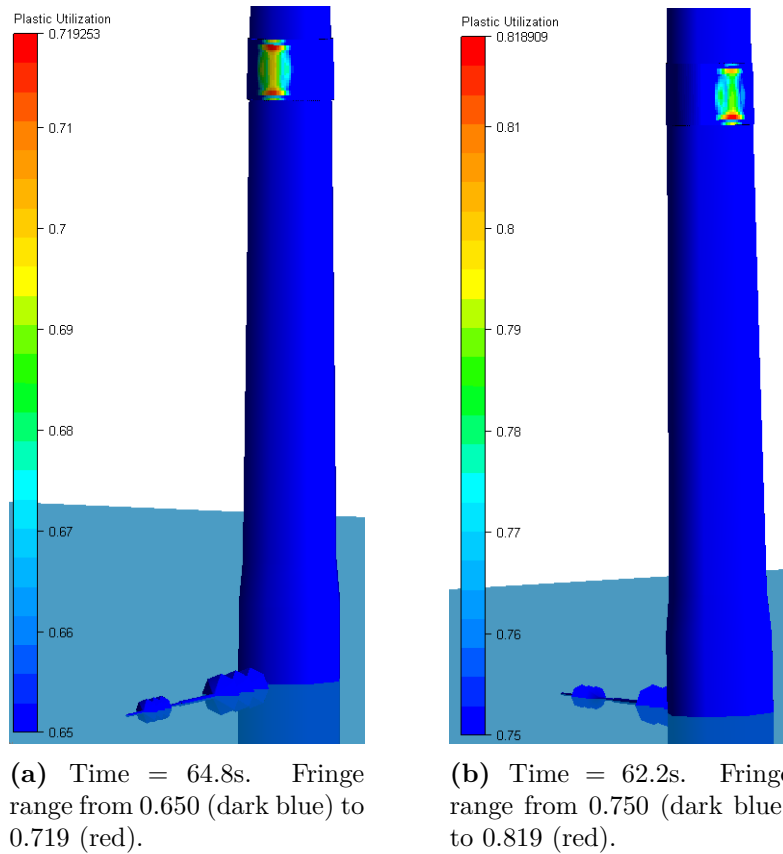 Plastic Utilization
0.719253
0.71
0.7
0.69
0.68
0.67
0.66
0.65
(a) Time = 64.8s. Fringe
range from 0.650 (dark blue) to
0.719 (red).
Plastic Utilization
0.818909
0.81
0.8
0.79
0.78
0.77
0.76
0.75
(b) Time = 62.2s. Fringe
range from 0.750 (dark blue
to 0.819 (red).